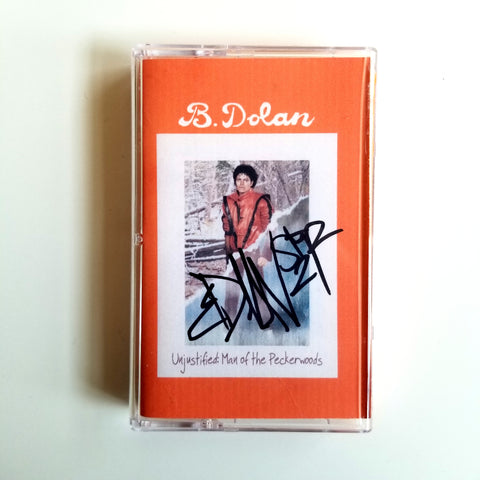 B. Dolan
Unjustified: Man of the Peckerwoods